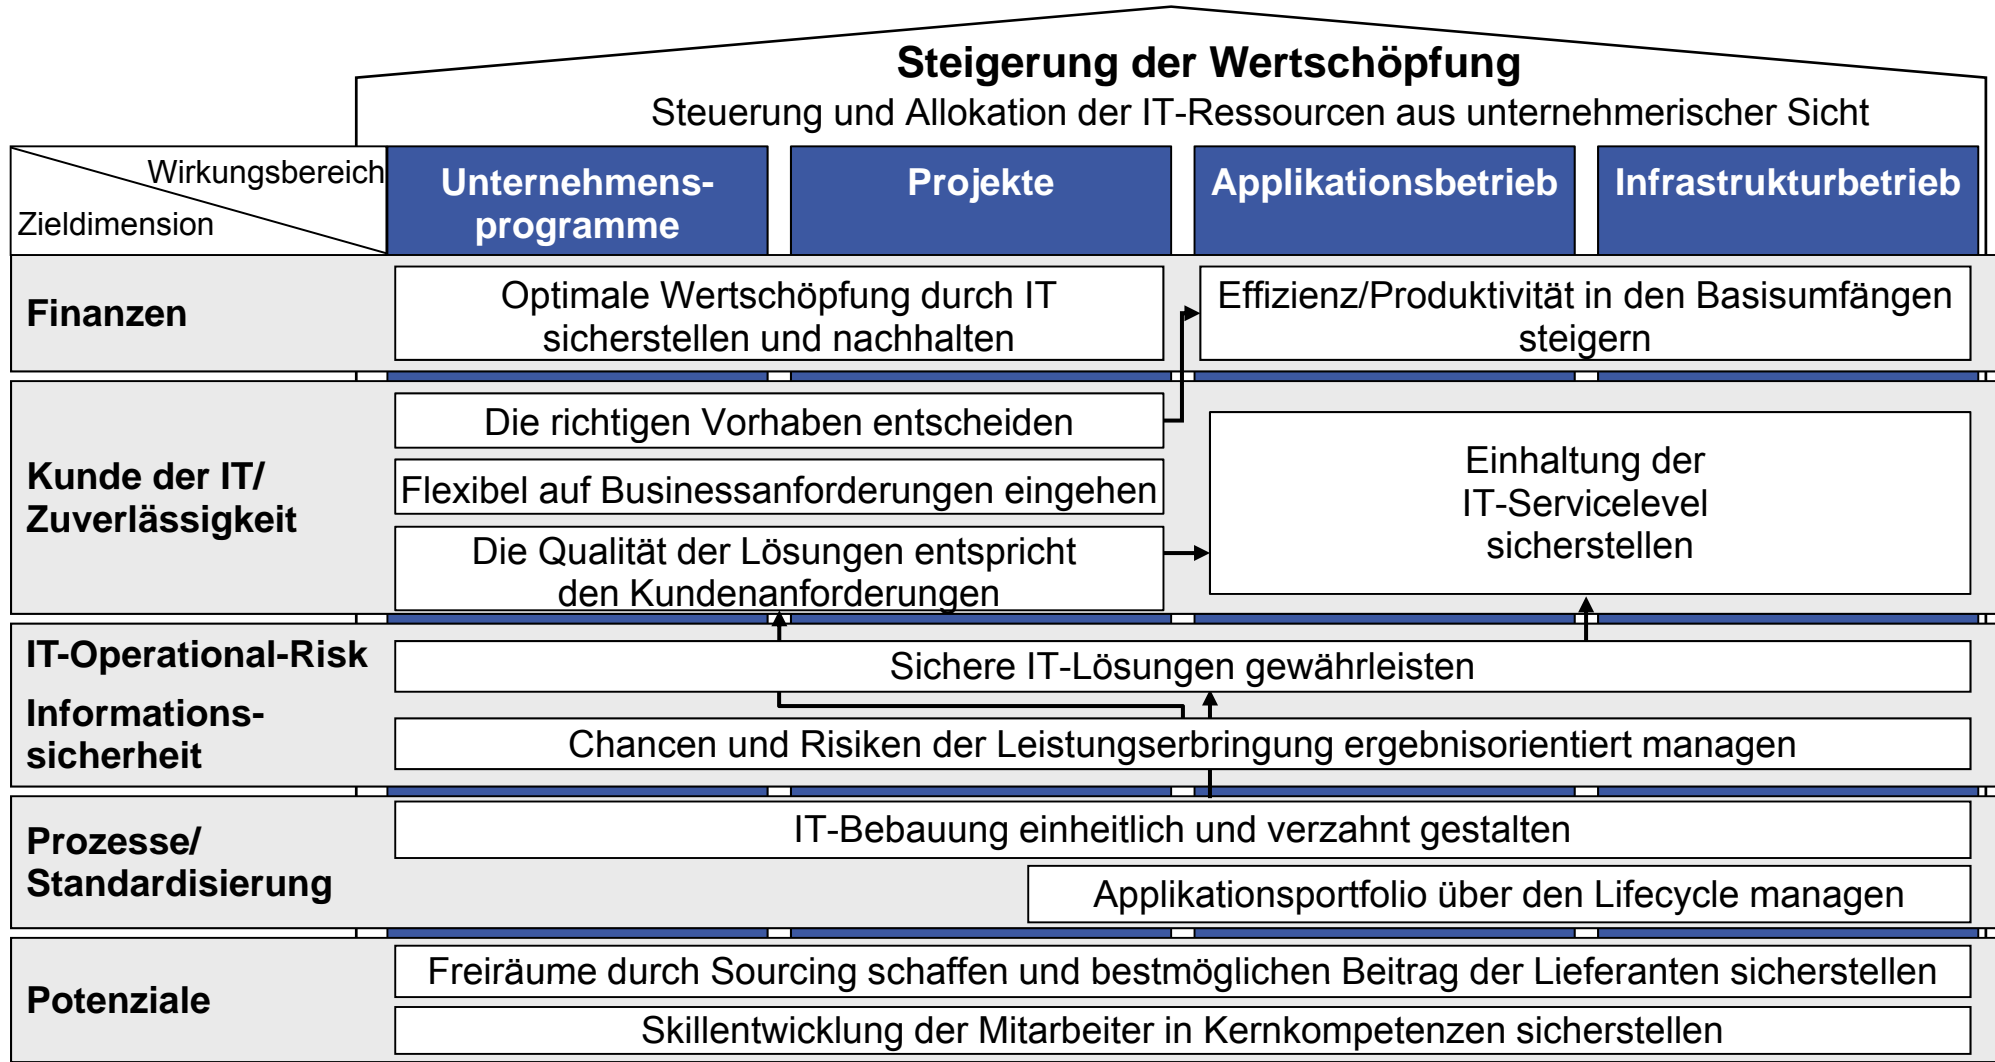 Steigerung der Wertschöpfung
Steuerung und Allokation der IT-Ressourcen aus unternehmerischer Sicht
Wirkungsbereich
Zieldimension
Unternehmens-
programme
Projekte
Applikationsbetrieb
Infrastrukturbetrieb
Finanzen
Optimale Wertschöpfung durch IT
sicherstellen und nachhalten
Effizienz/Produktivität in den Basisumfängen
steigern
Kunde der IT/
Zuverlässigkeit
Die richtigen Vorhaben entscheiden
Flexibel auf Businessanforderungen eingehen
Die Qualität der Lösungen entspricht
den Kundenanforderungen
Einhaltung der
IT-Servicelevel
sicherstellen
IT-Operational-Risk
Informations-
sicherheit
Sichere IT-Lösungen gewährleisten
Chancen und Risiken der Leistungserbringung ergebnisorientiert managen
Prozesse/
Standardisierung
IT-Bebauung einheitlich und verzahnt gestalten
Applikationsportfolio über den Lifecycle managen
Potenziale
Freiräume durch Sourcing schaffen und bestmöglichen Beitrag der Lieferanten sicherstellen
Skillentwicklung der Mitarbeiter in Kernkompetenzen sicherstellen